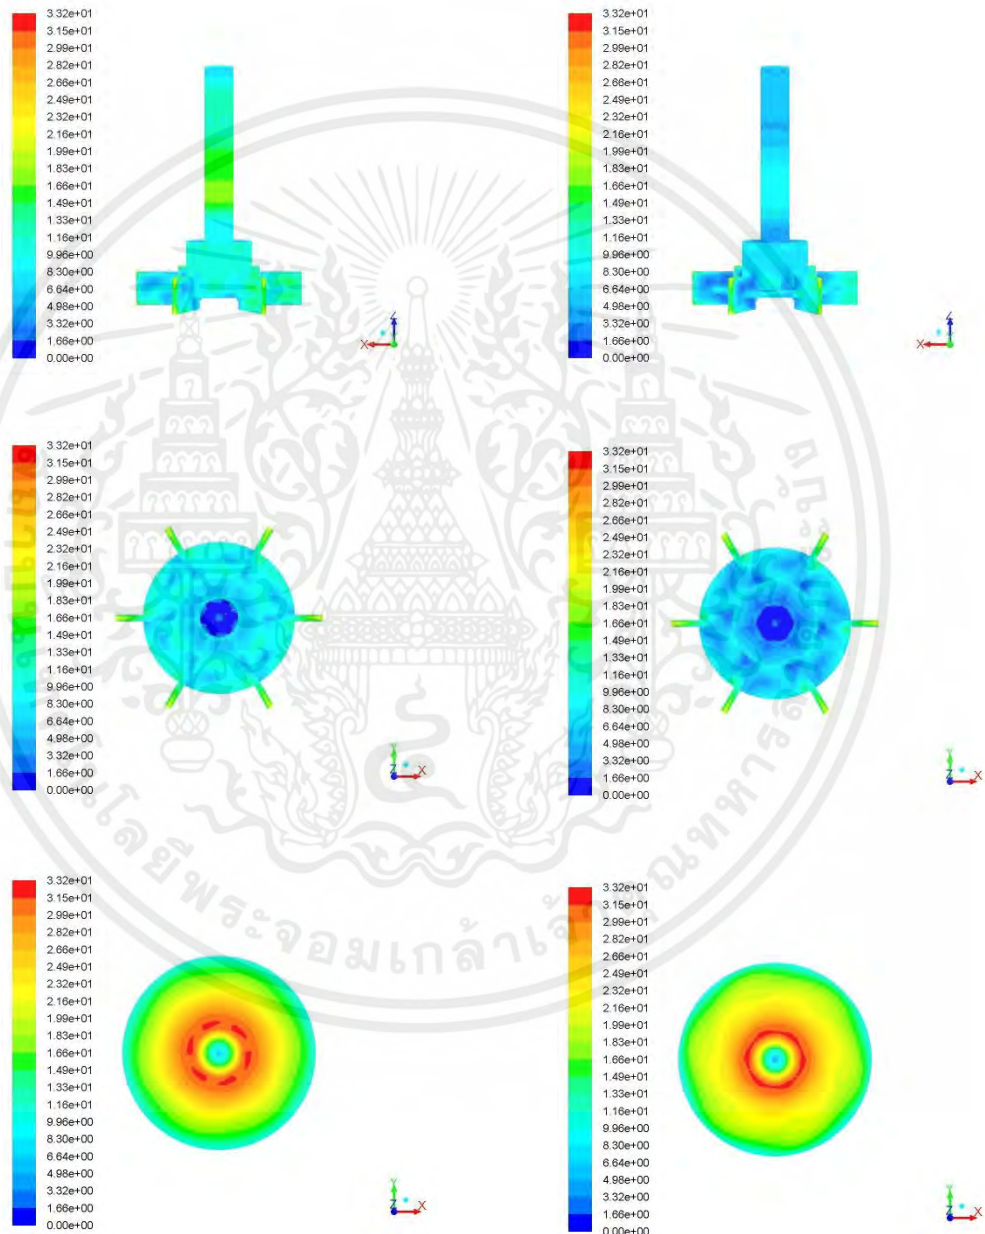 3.32e+01
3.15e+01
2.99e+01
2.82e+01
2.66e+01
2.49e+01
2.32e+01
2.16e+01
1.99e+01
1.83e+01
1.66e+01
1.49e+01
1.33e+01
1.16e+01
9.96e+00
8.30e+00
6.64e+00
4.98e+00
3.32e+00
1.66e+00
0.00e+00
Z
X
3.32e+01
3.15e+01
2.99e+01
2.82e+01
2.66e+01
2.49e+01
2.32e+01
2.16e+01
1.99e+01
1.83e+01
1.66e+01
1.49e+01
1.33e+01
1.16e+01
9.96e+00
8.30e+00
6.64e+00
4.98e+00
3.32e+00
1.66e+00
0.00e+00
Z
X
3.32e+01
3.15e+01
2.99e+01
2.82e+01
2.66e+01
2.49e+01
2.32e+01
2.16e+01
1.99e+01
1.83e+01
1.66e+01
1.49e+01
1.33e+01
1.16e+01
9.96e+00
8.30e+00
6.64e+00
4.98e+00
3.32e+00
1.66e+00
0.00e+00
Y
Z X
3.32e+01
3.15e+01
2.99e+01
2.82e+01
2.66e+01
2.49e+01
2.32e+01
2.16e+01
1.99e+01
1.83e+01
1.66e+01
1.49e+01
1.33e+01
1.16e+01
9.96e+00
8.30e+00
6.64e+00
4.98e+00
3.32e+00
1.66e+00
0.00e+00
Y
Z X
3.32e+01
3.15e+01
2.99e+01
2.82e+01
2.66e+01
2.49e+01
2.32e+01
2.16e+01
1.99e+01
1.83e+01
1.66e+01
1.49e+01
1.33e+01
1.16e+01
9.96e+00
8.30e+00
6.64e+00
4.98e+00
3.32e+00
1.66e+00
0.00e+00
Y
Z X
3.32e+01
3.15e+01
2.99e+01
2.82e+01
2.66e+01
2.49e+01
2.32e+01
2.16e+01
1.99e+01
1.83e+01
1.66e+01
1.49e+01
1.33e+01
1.16e+01
9.96e+00
8.30e+00
6.64e+00
4.98e+00
3.32e+00
1.66e+00
0.00e+00
Y
Z X
พระจอมเกล้าเจ้าคุณทหาร